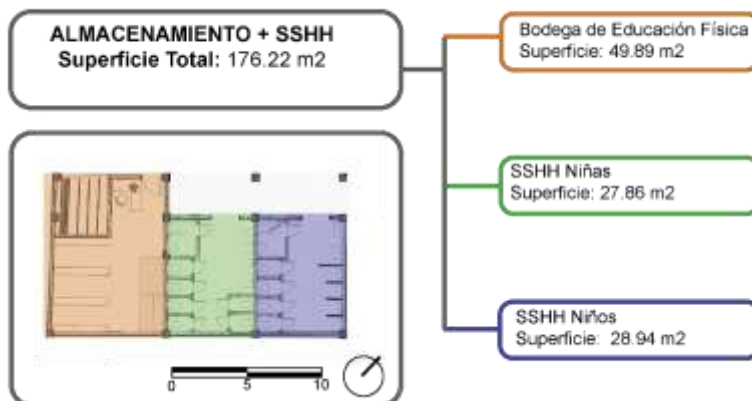 ALMACENAMIENTO + SSHH
Superficie Total: 176.22 m2
Bodega de Educación Física
Superficie: 49.89 m2
SSHH Niñas
Superficie: 27.86 m2
SSHH Niños
Superficie: 28.94 m2
0 5 10